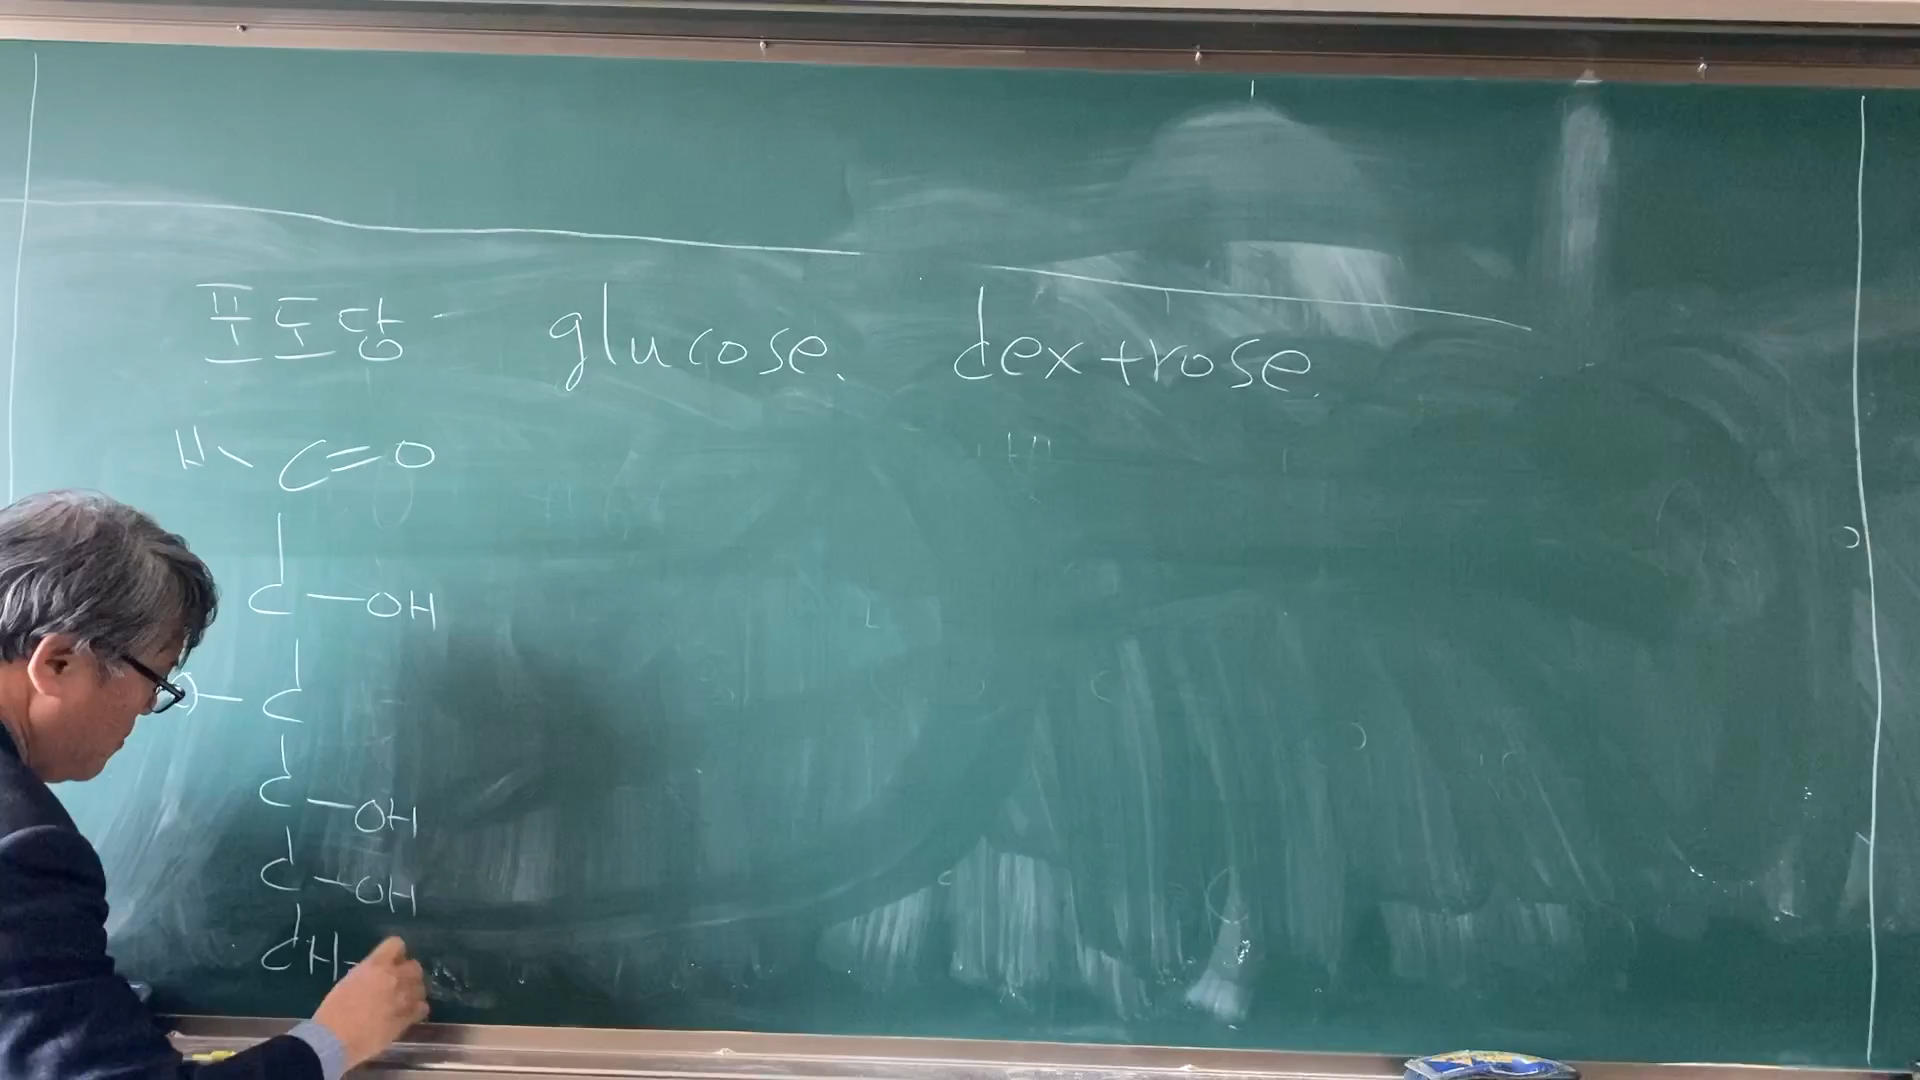 포도당 - glucose. dextrose.
H C=O
C-OH
O-C
C-OH
C-OH
CH